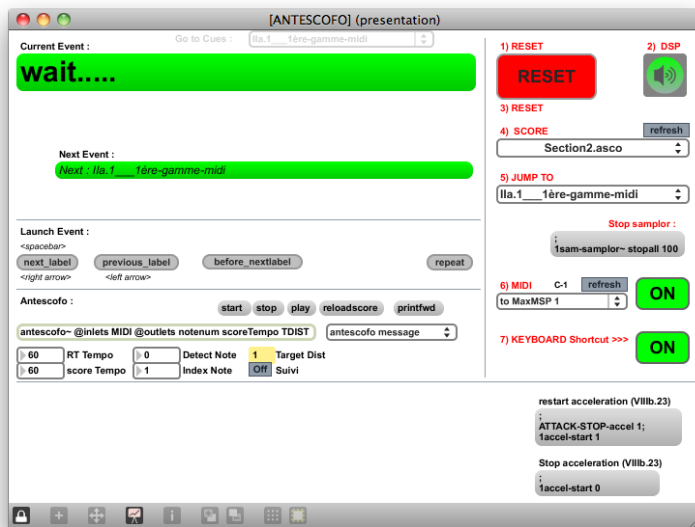 [ANTESCOFO] (presentation)
Go to Cues :
IIa.1___1ère-gamme-midi
Current Event :
wait.....
Next Event :
Next : IIa.1___1ère-gamme-midi
Launch Event :
<spacebar>
next_label
previous_label
before_nextlabel
repeat
<right arrow>
<left arrow>
Antescofo :
start
stop
play
reloadscore
printfwd
antescofo~ @inlets MIDI @outlets notenum scoreTempo TDIST
antescofo message
60
RT Tempo
0
Detect Note
1
Target Dist
60
score Tempo
1
Index Note
Off
Suivi
1) RESET
2) DSP
RESET
3) RESET
4) SCORE
refresh
Section2.asco
5) JUMP TO
IIa.1___1ère-gamme-midi
Stop samplor :
;
1sam-samplor~ stopall 100
6) MIDI
C-1
refresh
to MaxMSP 1
ON
7) KEYBOARD Shortcut >>>
ON
restart acceleration (VIIIb.23)
;
ATTACK-STOP-accel 1;
1accel-start 1
Stop acceleration (VIIIb.23)
;
1accel-start 0